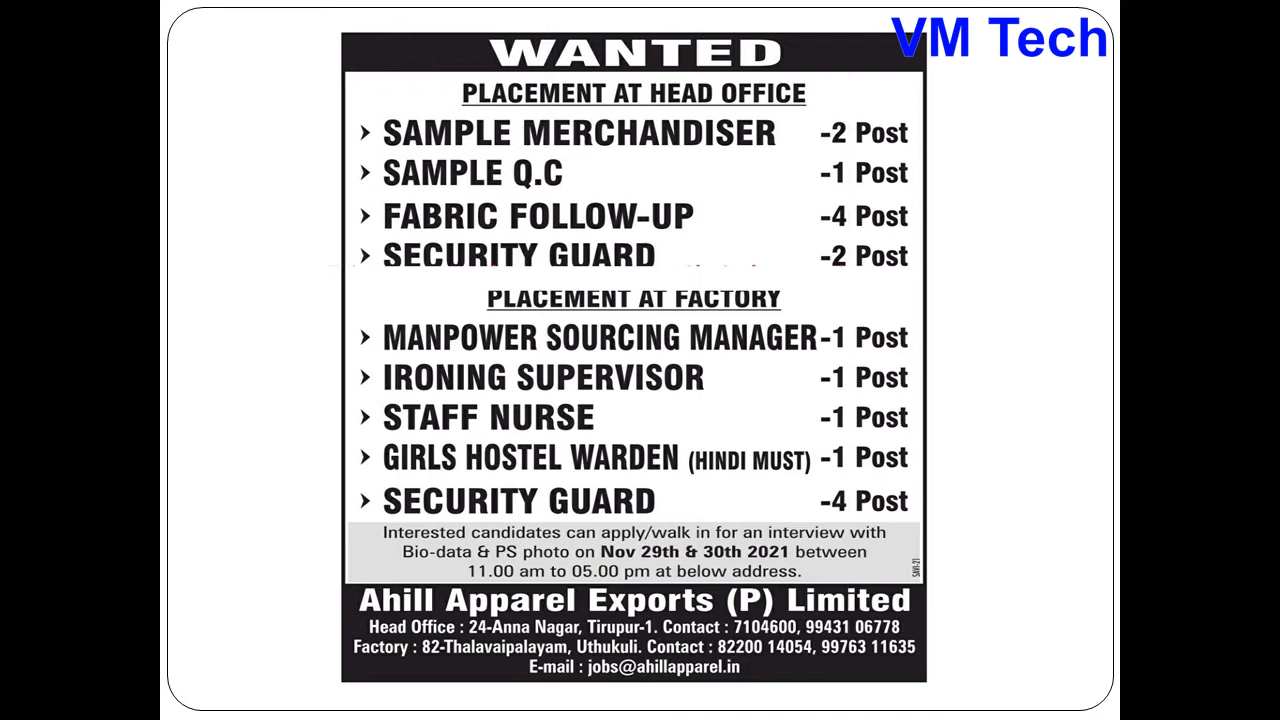 VM Tech
WANTED
PLACEMENT AT HEAD OFFICE
SAMPLE MERCHANDISER -2 Post
SAMPLE Q.C -1 Post
FABRIC FOLLOW-UP -4 Post
SECURITY GUARD -2 Post
PLACEMENT AT FACTORY
MANPOWER SOURCING MANAGER -1 Post
IRONING SUPERVISOR -1 Post
STAFF NURSE -1 Post
GIRLS HOSTEL WARDEN (HINDI MUST) -1 Post
SECURITY GUARD -4 Post
Interested candidates can apply/walk in for an interview with
Bio-data & PS photo on Nov 29th & 30th 2021 between
11.00 am to 05.00 pm at below address.
SAVI-21
Ahill Apparel Exports (P) Limited
Head Office : 24-Anna Nagar, Tirupur-1. Contact : 7104600, 99431 06778
Factory : 82-Thalavaipalayam, Uthukuli. Contact : 82200 14054, 99763 11635
E-mail : jobs@ahillapparel.in